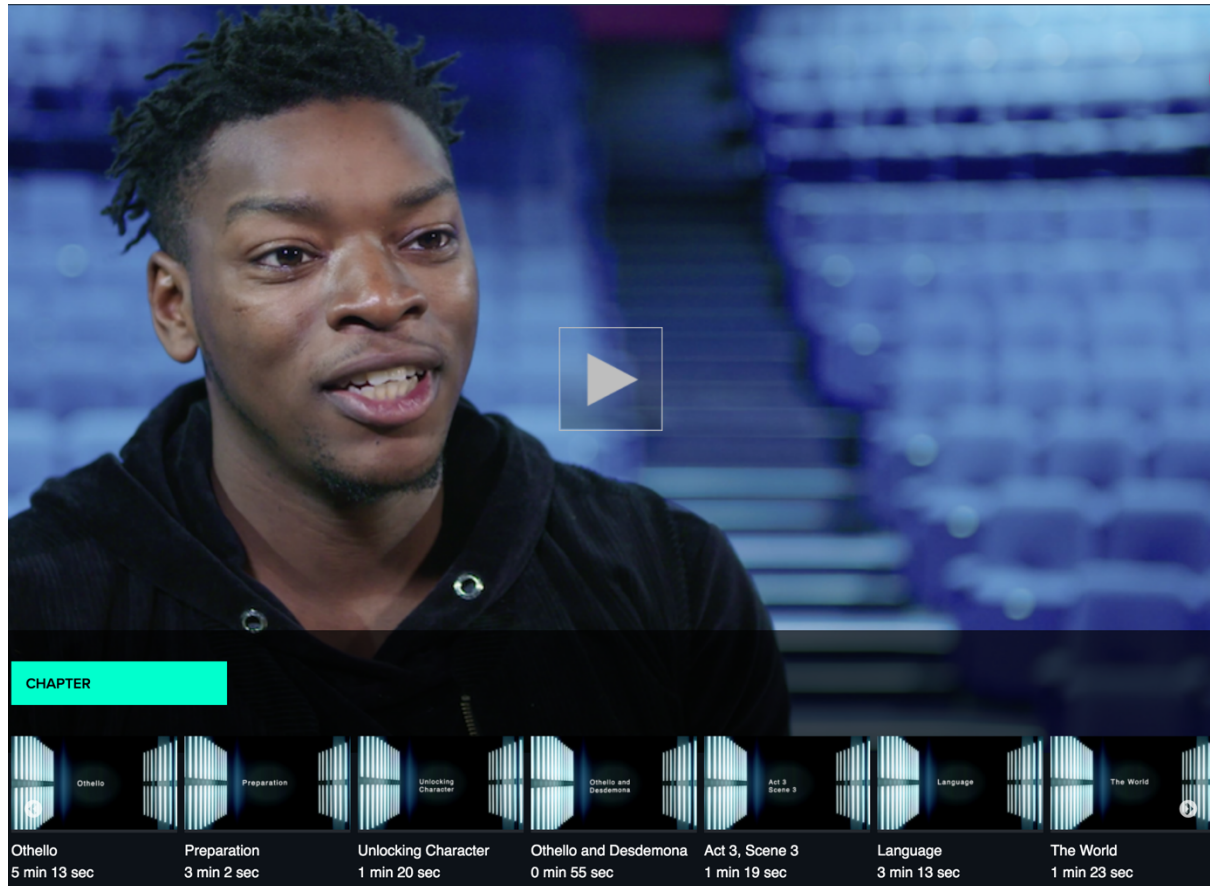 CHAPTER
Othello
Preparation
Unlocking
Character
Othello and
Desdemona
Act 3
Scene 3
Language
The World
Othello
5 min 13 sec
Preparation
3 min 2 sec
Unlocking Character
1 min 20 sec
Othello and Desdemona
0 min 55 sec
Act 3, Scene 3
1 min 19 sec
Language
3 min 13 sec
The World
1 min 23 sec